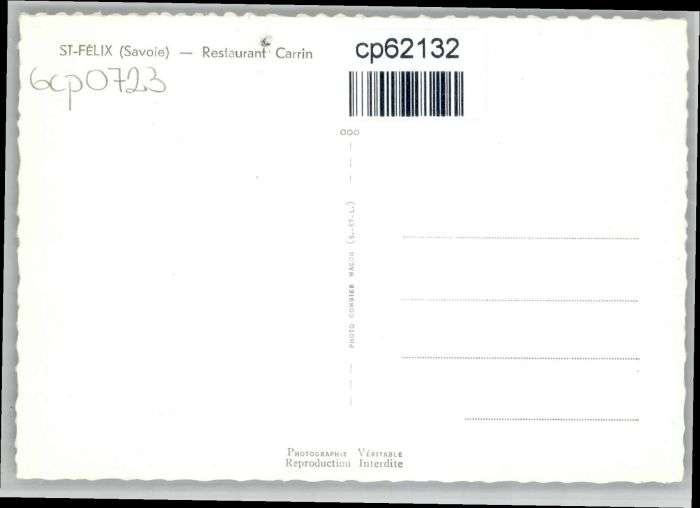 ST-FÉLIX (Savoie) — Restaurant Carrin
cp62132
6cp0723
PHOTO COMBIER MACON (S.-ET-L.)
PHOTOGRAPHIE VÉRITABLE
Reproduction Interdite